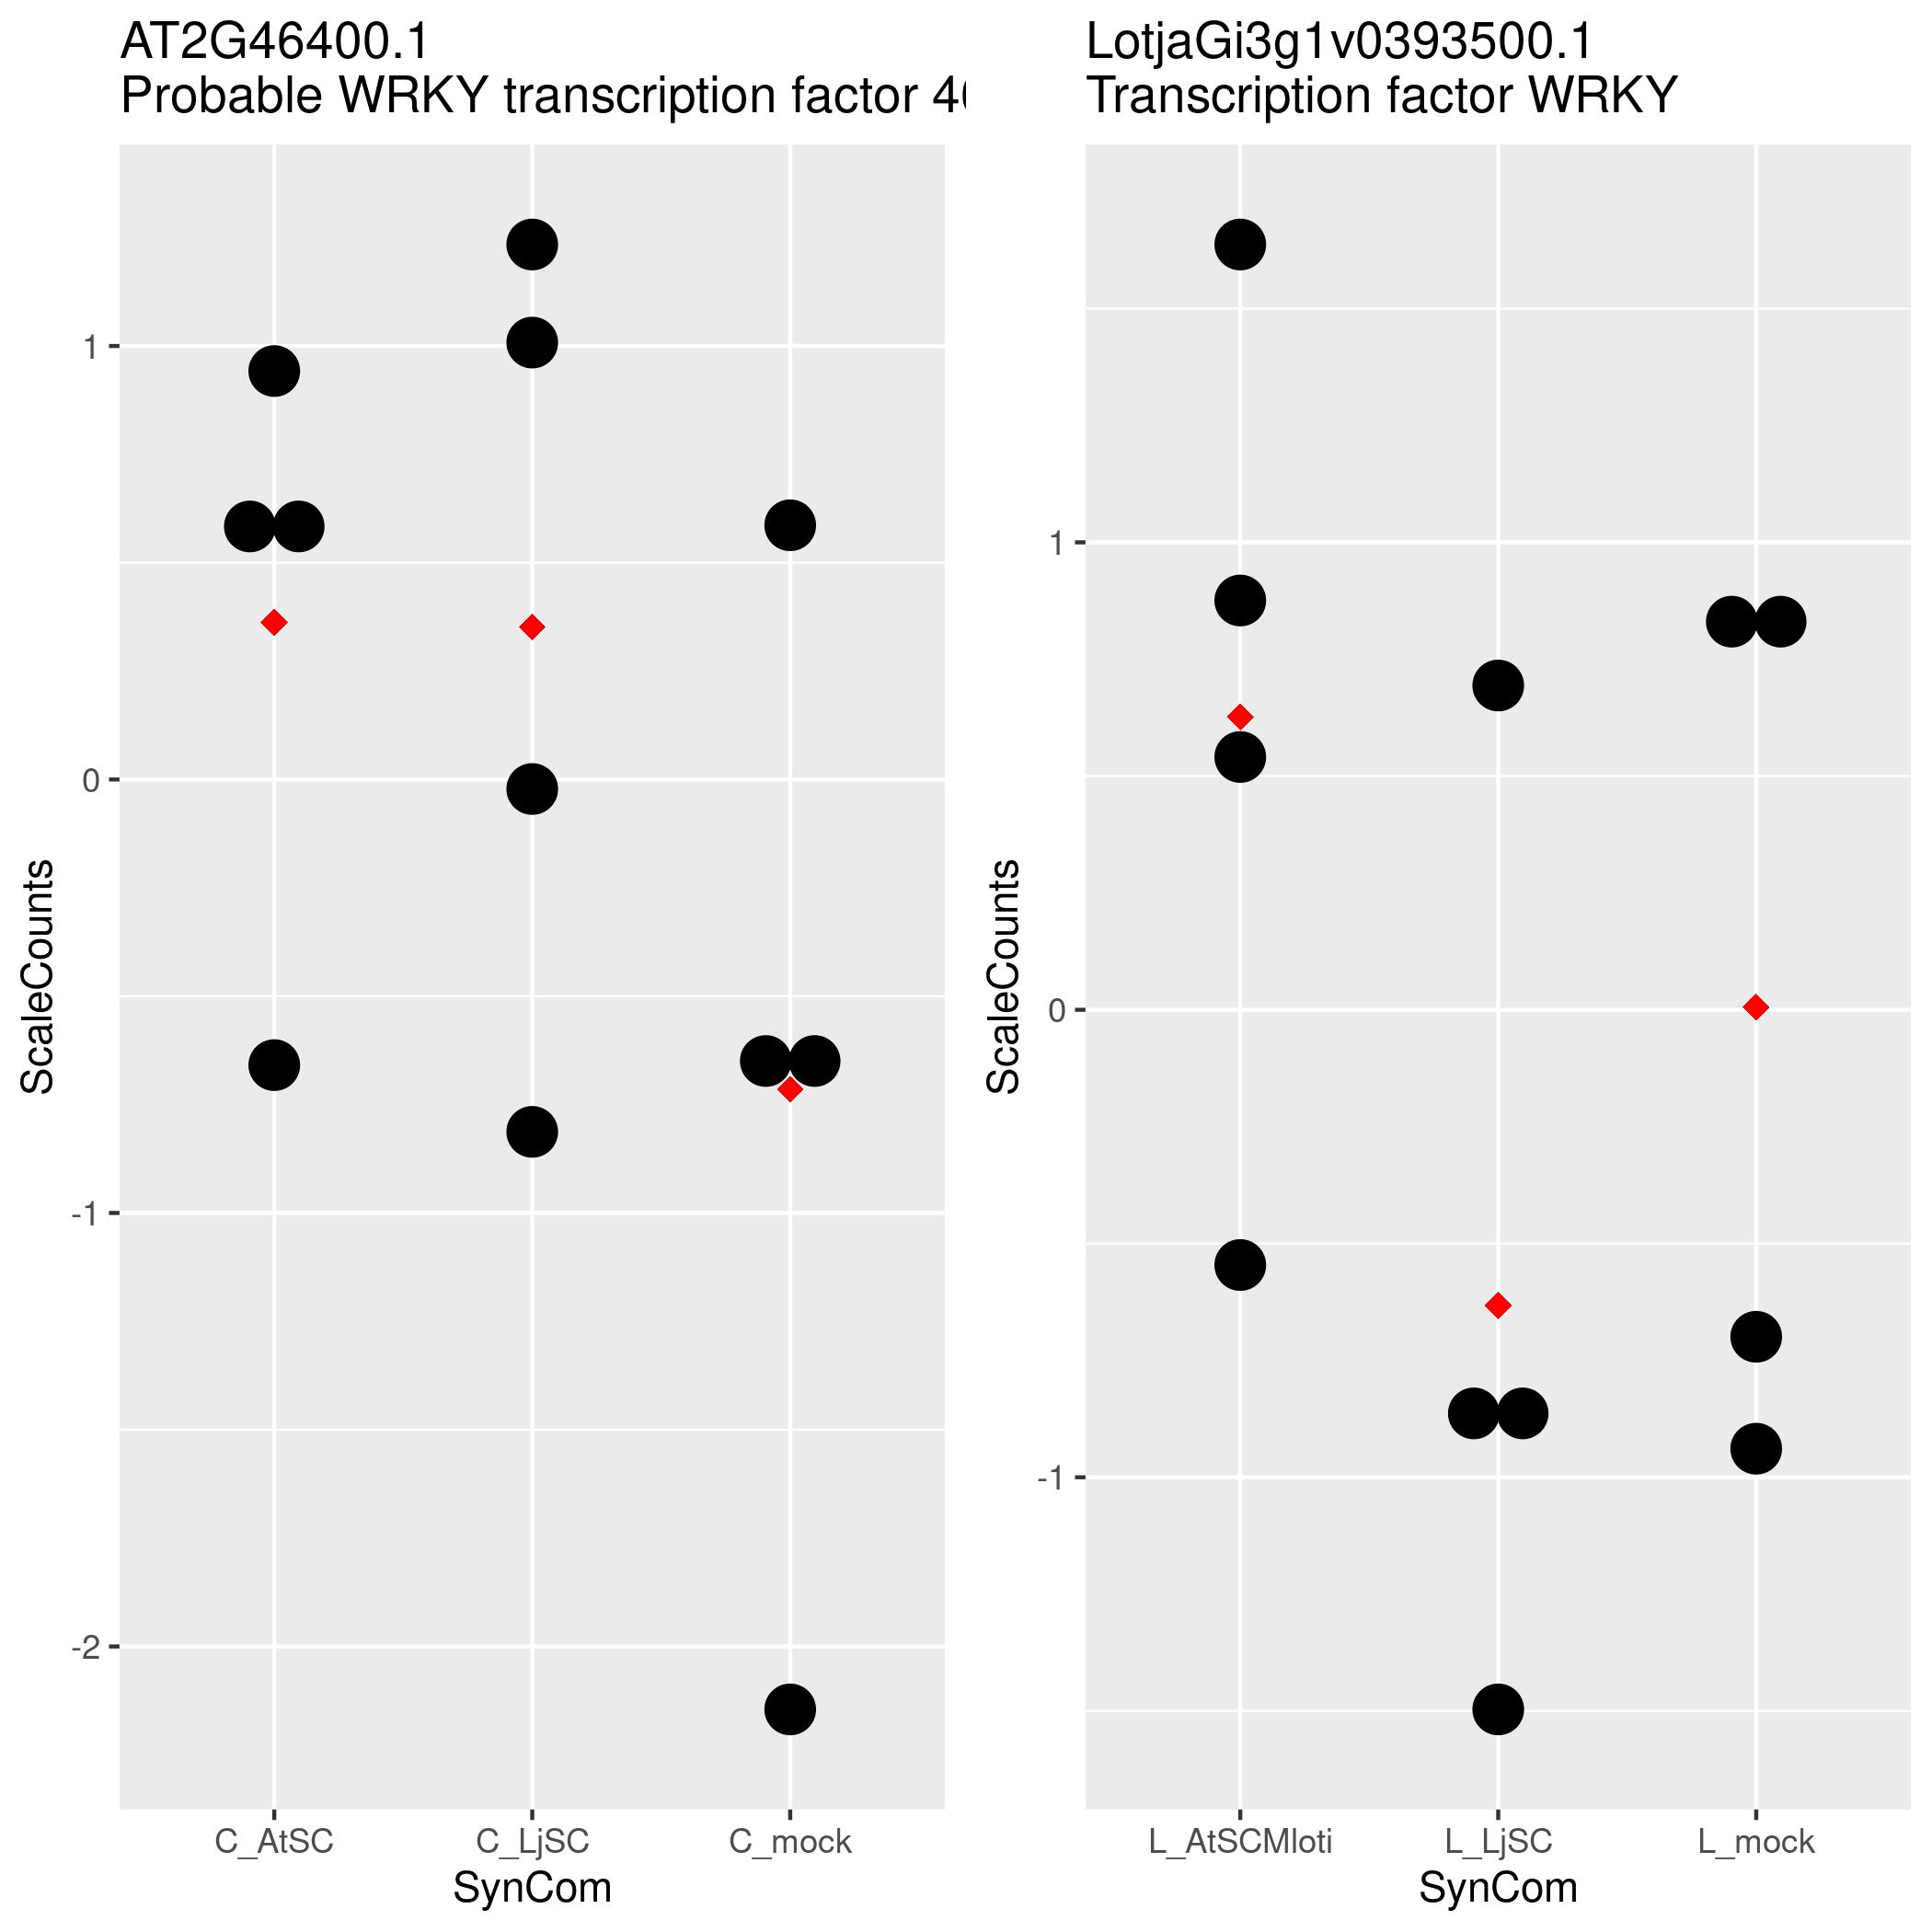 AT2G46400.1
Probable WRKY transcription factor
ScaleCounts
1
0
-1
-2
C_AtSC C_LjSC C_mock
SynCom
LotjaGi3g1v0393500.1
Transcription factor WRKY
ScaleCounts
1
0
-1
L_AtSCMloti L_LjSC L_mock
SynCom